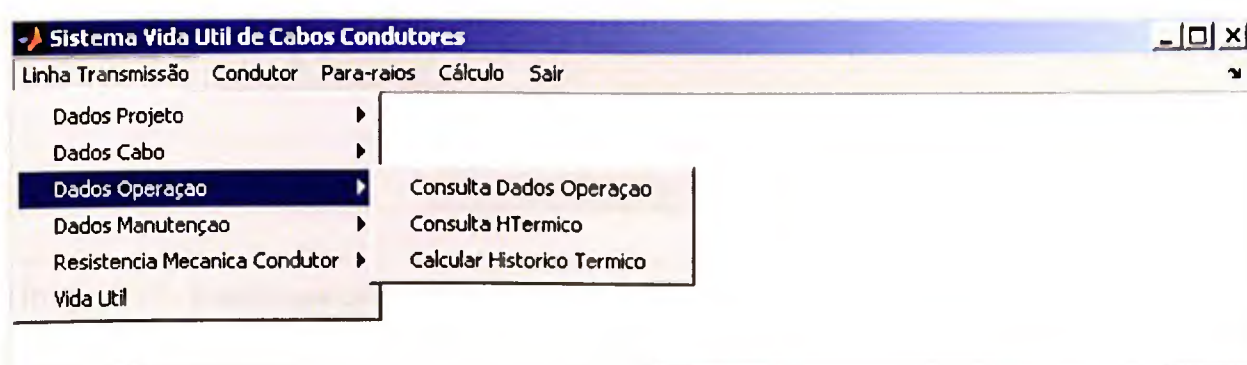 Sistema Vida Util de Cabos Condutores
Linha Transmissão Condutor Para-raios Cálculo Sair
Dados Projeto
Dados Cabo
Dados Operaçao
Dados Manutençao
Resistencia Mecanica Condutor
Vida Util
Consulta Dados Operaçao
Consulta HTermico
Calcular Historico Termico